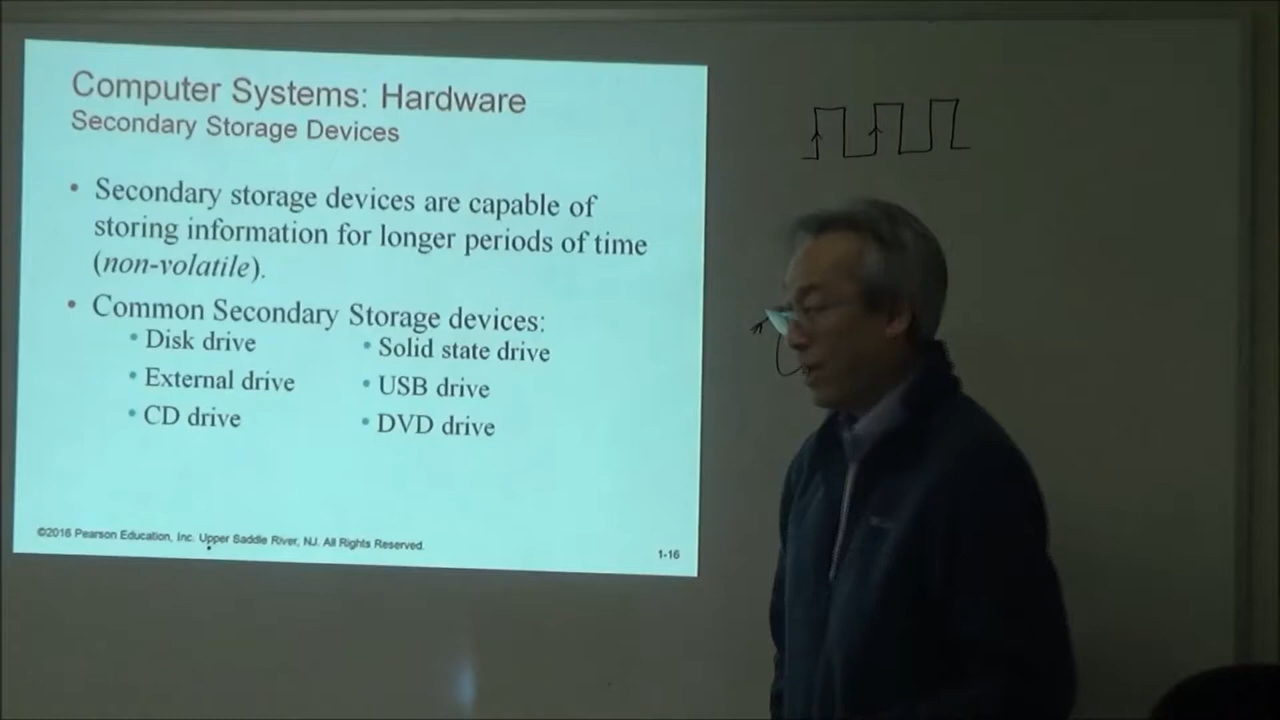 Computer Systems: Hardware
Secondary Storage Devices
• Secondary storage devices are capable of
storing information for longer periods of time
(non-volatile).
• Common Secondary Storage devices:
• Disk drive
• Solid state drive
• External drive
• USB drive
• CD drive
• DVD drive
©2016 Pearson Education, Inc. Upper Saddle River, NJ. All Rights Reserved.
1-16